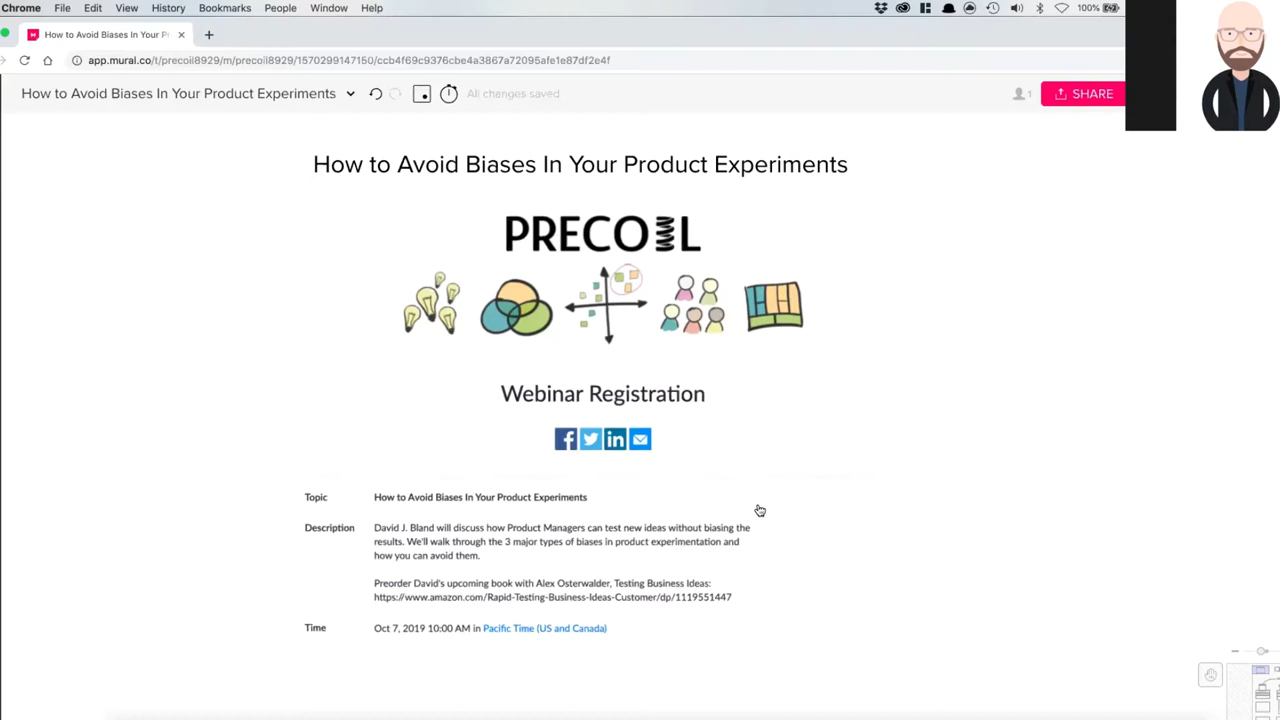 Chrome File Edit View History Bookmarks People Window Help 100%
How to Avoid Biases In Your P
app.mural.co/t/precoil8929/m/precoil8929/1570299147150/ccb4f69c9376cbe4a3867a72095afe1e87df2e4f
How to Avoid Biases In Your Product Experiments All changes saved 1 SHARE
How to Avoid Biases In Your Product Experiments
PRECOIL
Webinar Registration
Topic How to Avoid Biases In Your Product Experiments
Description David J. Bland will discuss how Product Managers can test new ideas without biasing the
results. We'll walk through the 3 major types of biases in product experimentation and
how you can avoid them.
Preorder David's upcoming book with Alex Osterwalder, Testing Business Ideas:
https://www.amazon.com/Rapid-Testing-Business-Ideas-Customer/dp/1119551447
Time Oct 7, 2019 10:00 AM in Pacific Time (US and Canada)